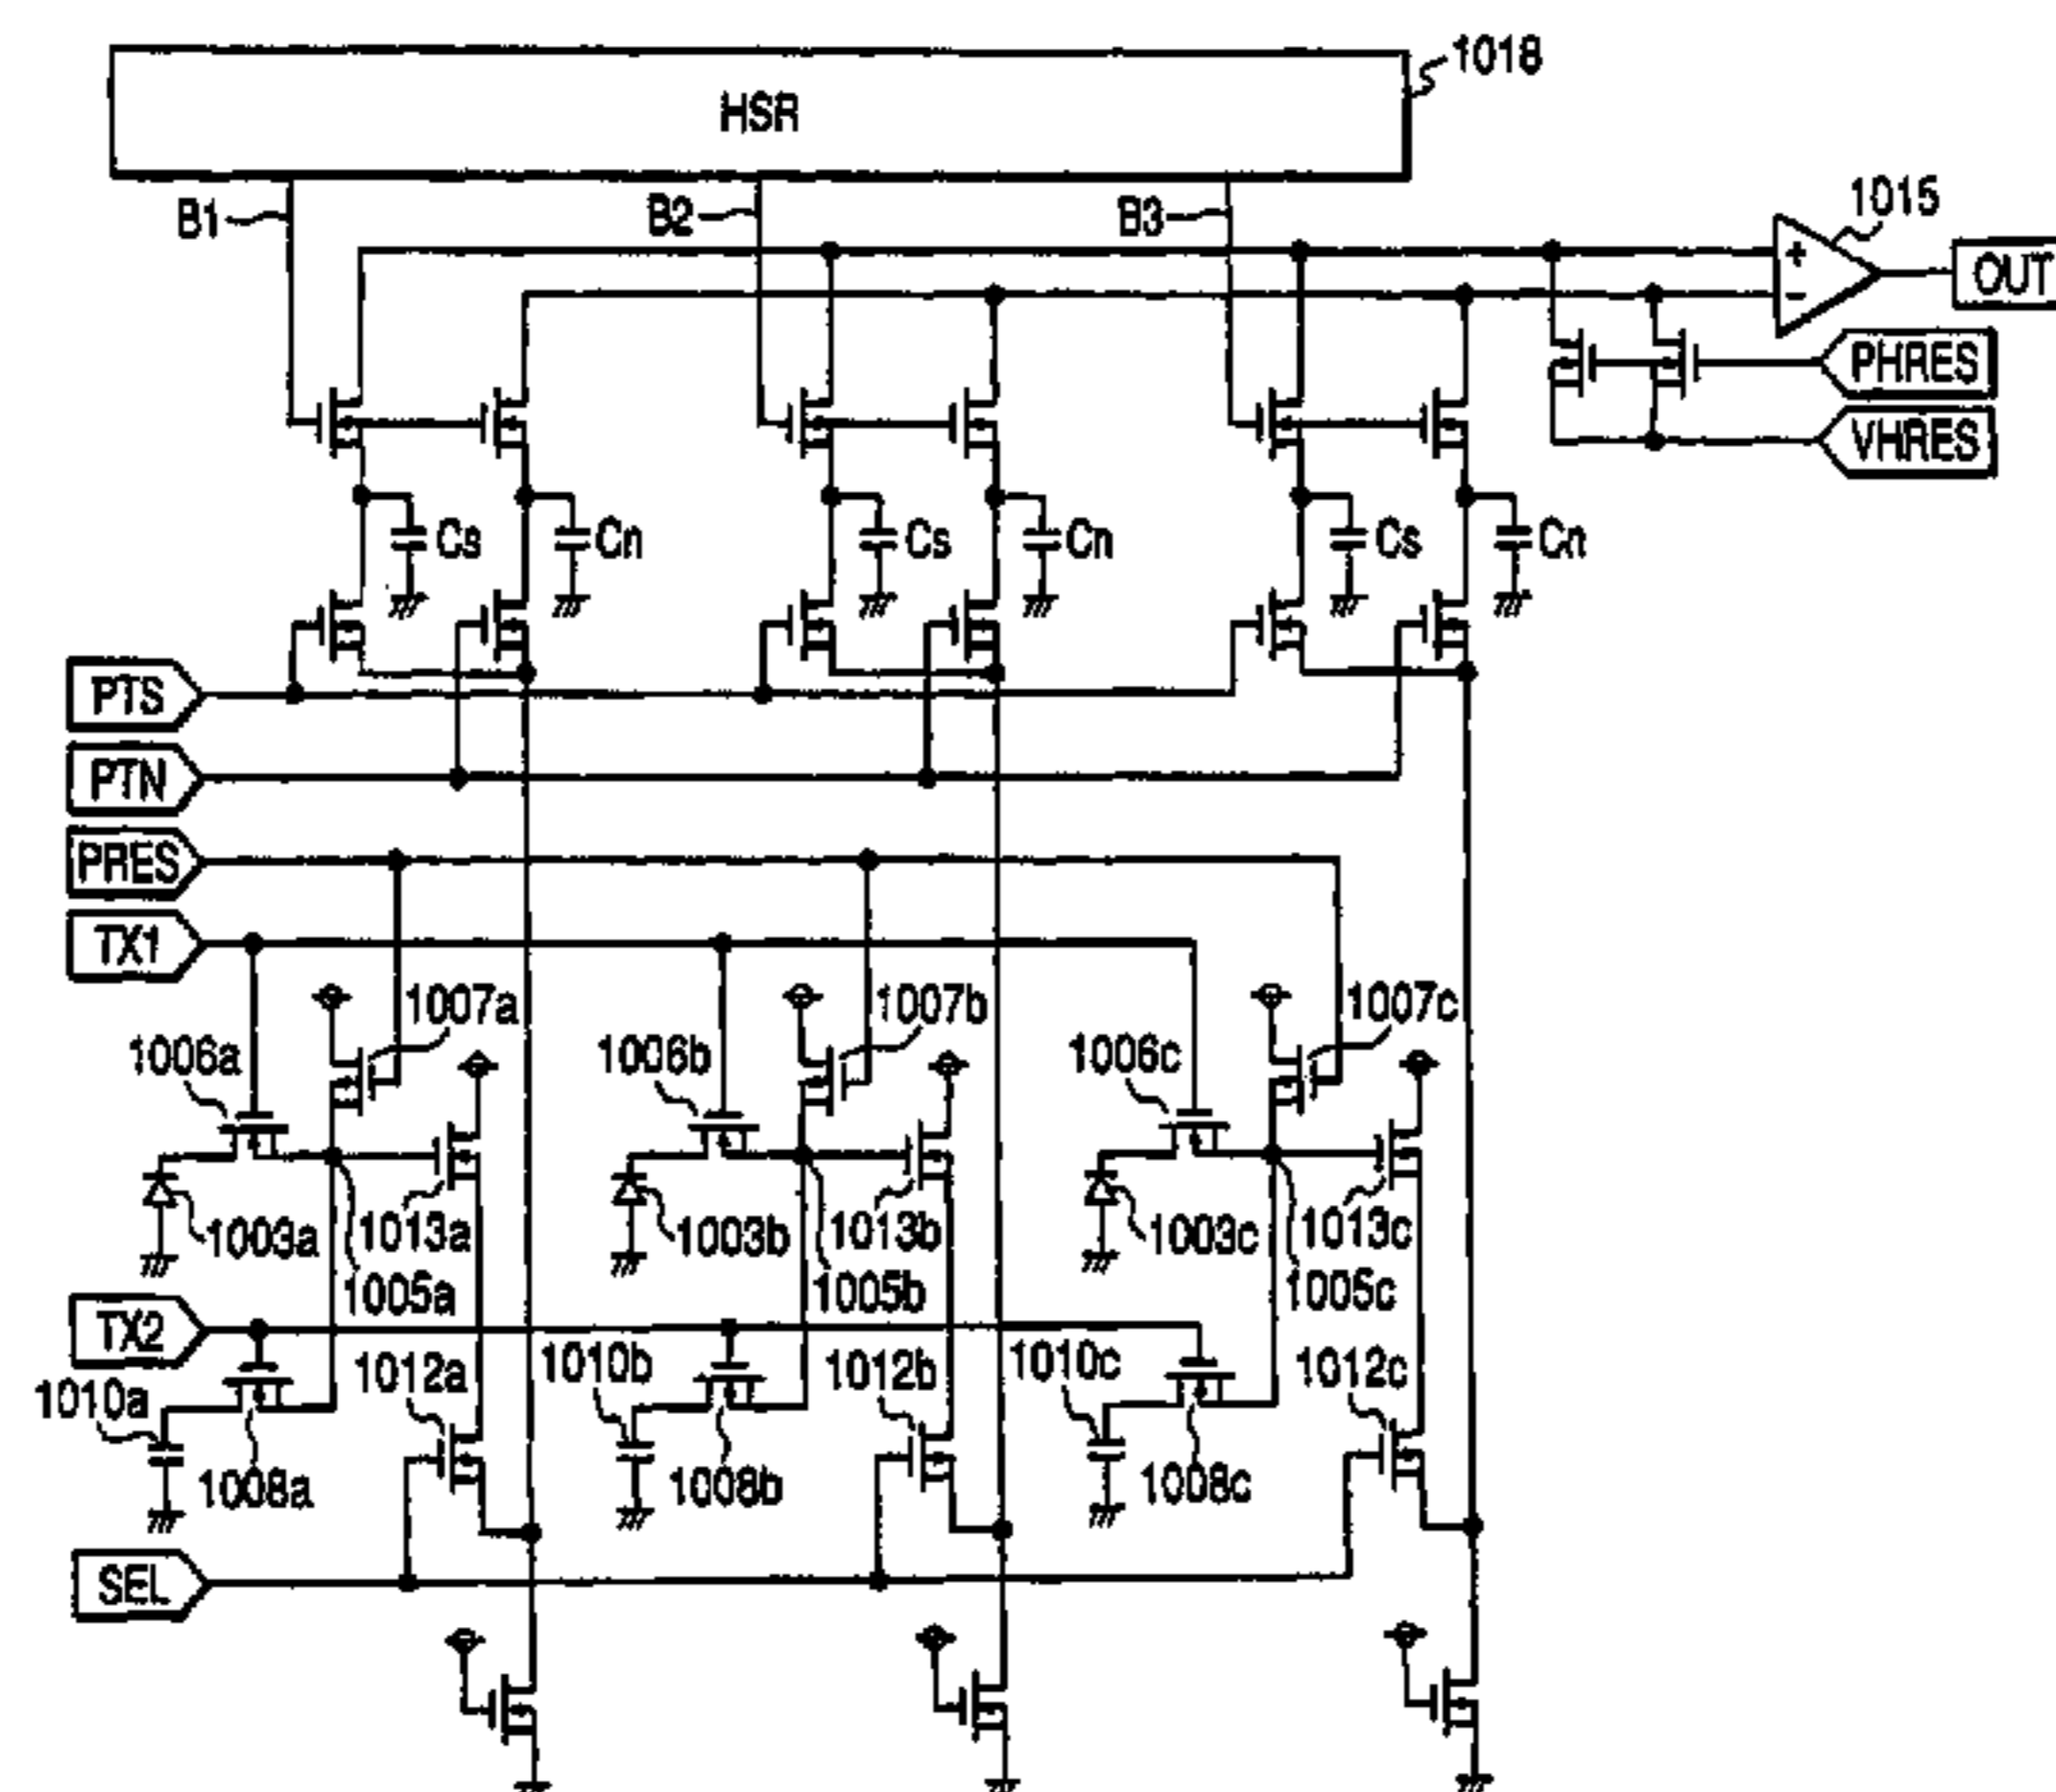 1018
HSR
B1
B2
B3
1015
+
OUT
-
PHRES
VHRES
Cs
Cn
Cs
Cn
Cs
Cn
PTS
PTN
PRES
TX1
1007a
1007b
1007c
1006a
1006b
1006c
1003a
1013a
1003b
1013b
1003c
1013c
1005a
1005b
1005c
TX2
1010a
1012a
1010b
1012b
1010c
1012c
1008a
1008b
1008c
SEL